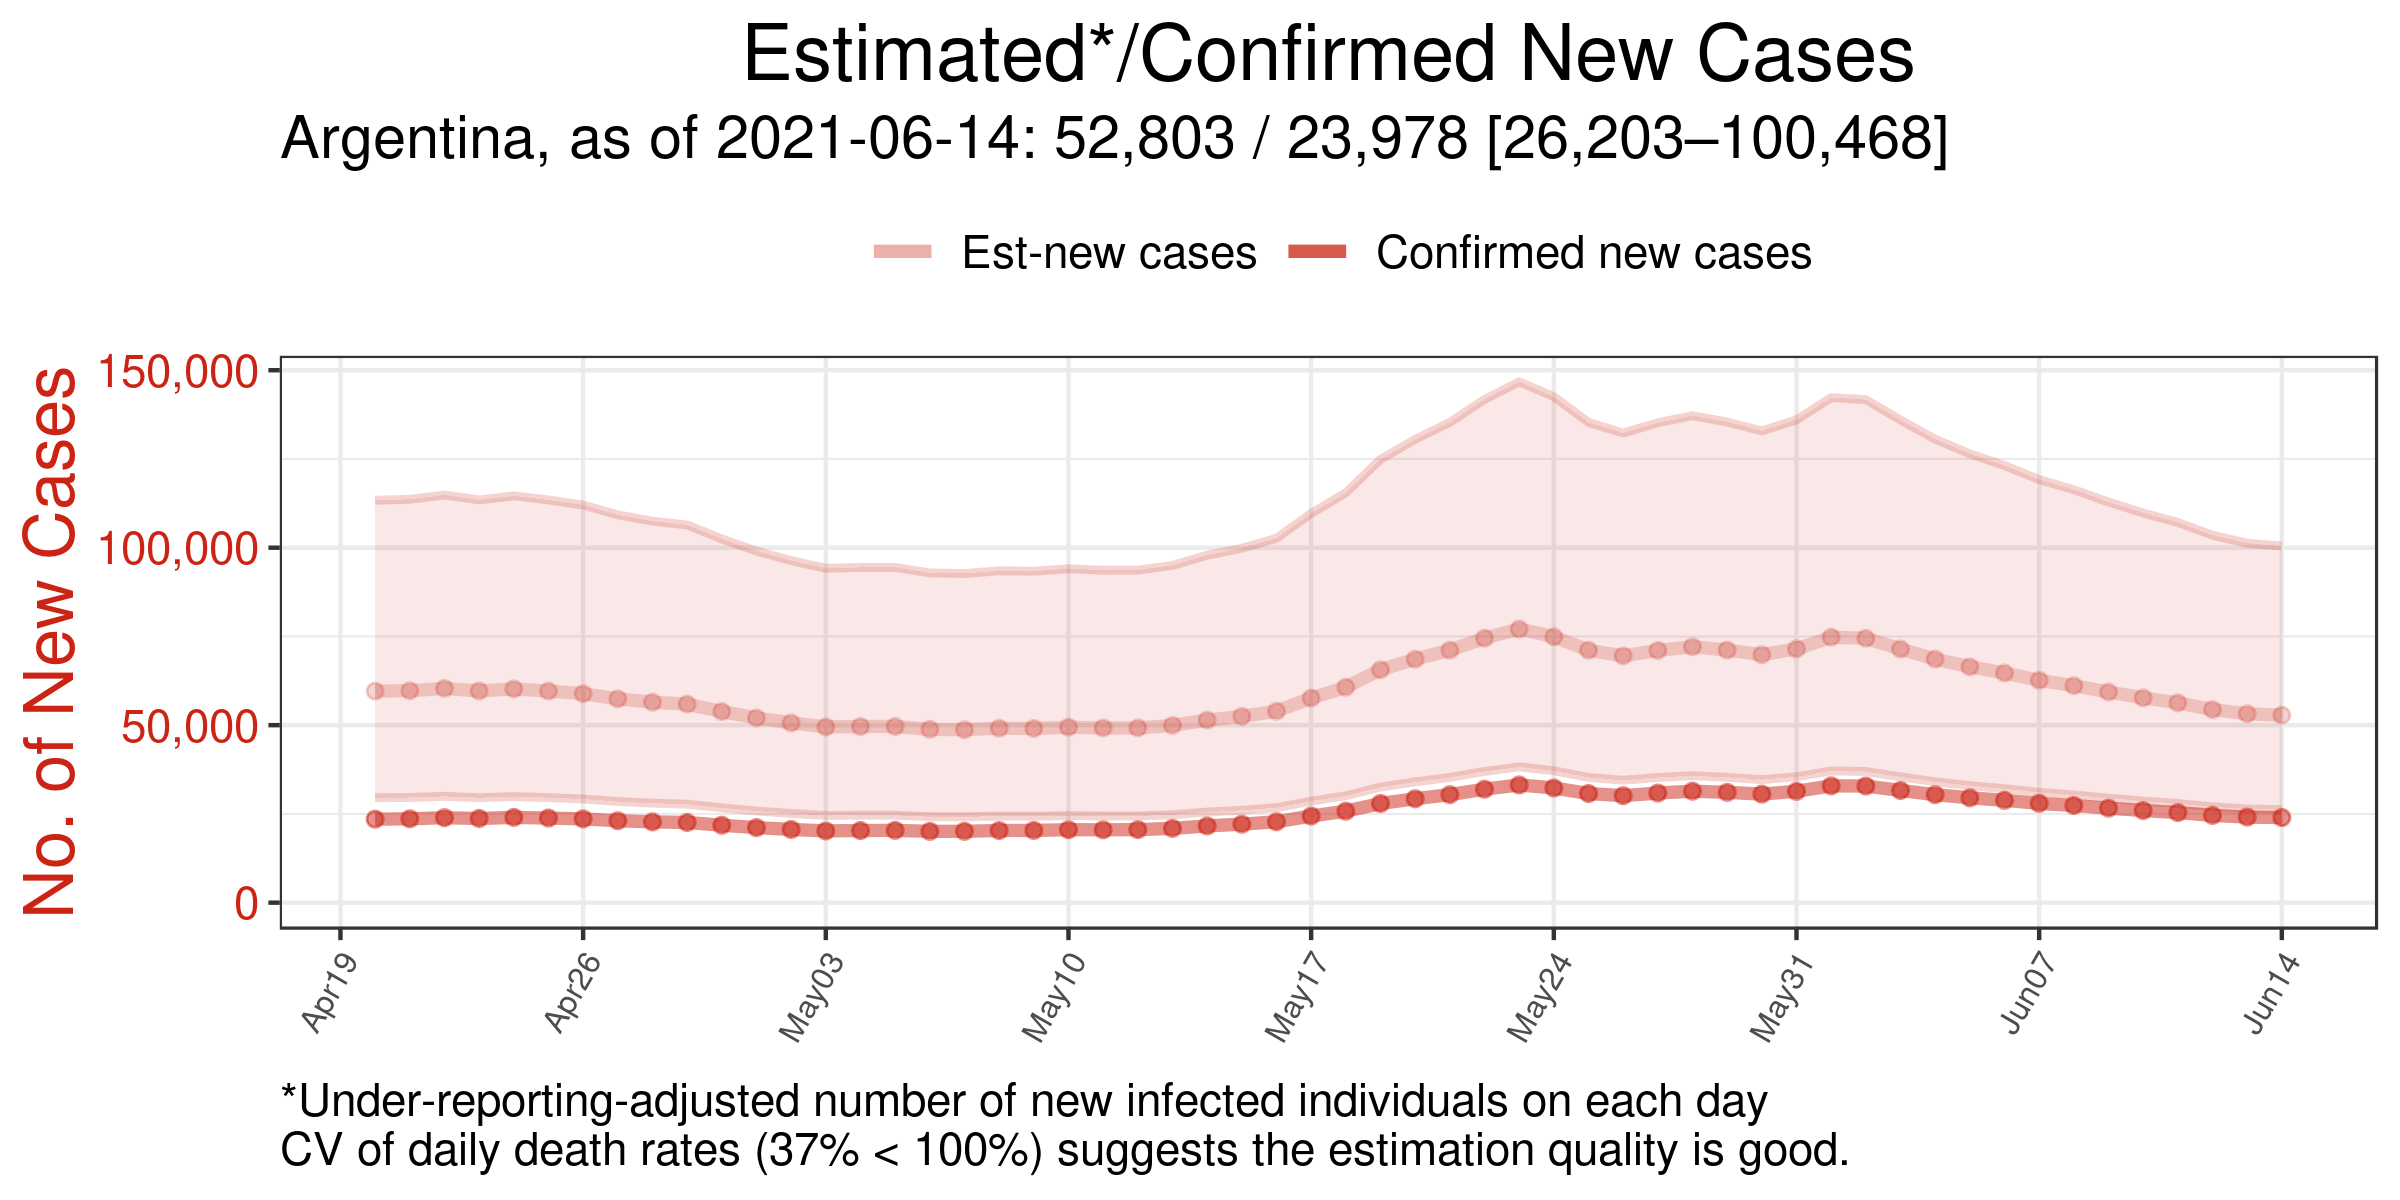 Estimated*/Confirmed New Cases
Argentina, as of 2021-06-14: 52,803 / 23,978 [26,203–100,468]
Est-new cases Confirmed new cases
No. of New Cases
150,000
100,000
50,000
0
Apr19 Apr26 May03 May10 May17 May24 May31 Jun07 Jun14
*Under-reporting-adjusted number of new infected individuals on each day
CV of daily death rates (37% < 100%) suggests the estimation quality is good.